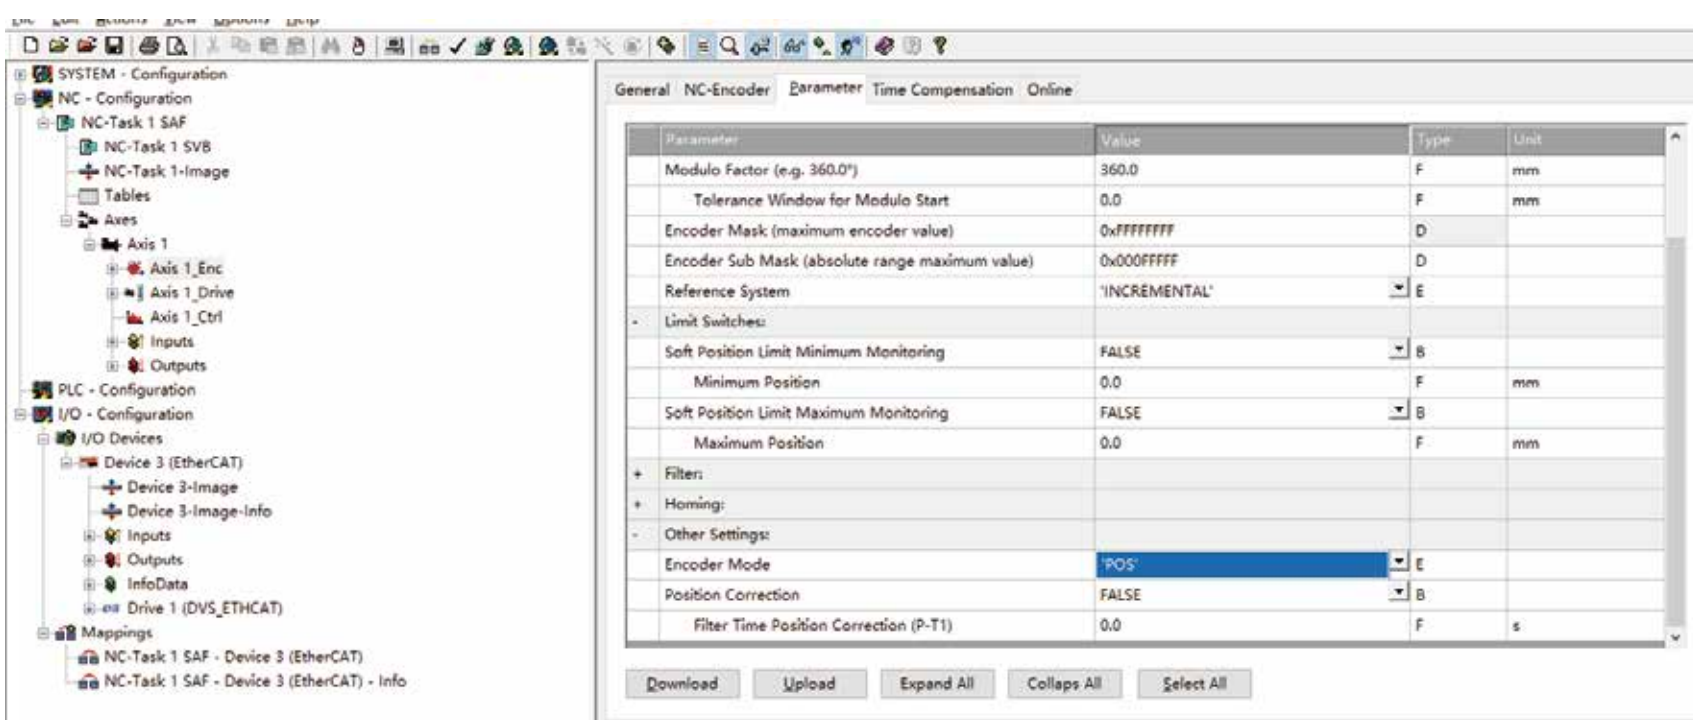 File Edit Actions View Options Help
SYSTEM - Configuration
NC - Configuration
NC-Task 1 SAF
NC-Task 1 SVB
NC-Task 1-Image
Tables
Axes
Axis 1
Axis 1_Enc
Axis 1_Drive
Axis 1_Ctrl
Inputs
Outputs
PLC - Configuration
I/O - Configuration
I/O Devices
Device 3 (EtherCAT)
Device 3-Image
Device 3-Image-Info
Inputs
Outputs
InfoData
Drive 1 (DVS_ETHCAT)
Mappings
NC-Task 1 SAF - Device 3 (EtherCAT)
NC-Task 1 SAF - Device 3 (EtherCAT) - Info
General NC-Encoder Parameter Time Compensation Online
Parameter Value Type Unit
Modulo Factor (e.g. 360.0°) 360.0 F mm
Tolerance Window for Modulo Start 0.0 F mm
Encoder Mask (maximum encoder value) 0xFFFFFFFF D
Encoder Sub Mask (absolute range maximum value) 0x000FFFFF D
Reference System 'INCREMENTAL' E
- Limit Switches:
Soft Position Limit Minimum Monitoring FALSE B
Minimum Position 0.0 F mm
Soft Position Limit Maximum Monitoring FALSE B
Maximum Position 0.0 F mm
+ Filter:
+ Homing:
- Other Settings:
Encoder Mode 'POS' E
Position Correction FALSE B
Filter Time Position Correction (P-T1) 0.0 F s
Download Upload Expand All Collaps All Select All